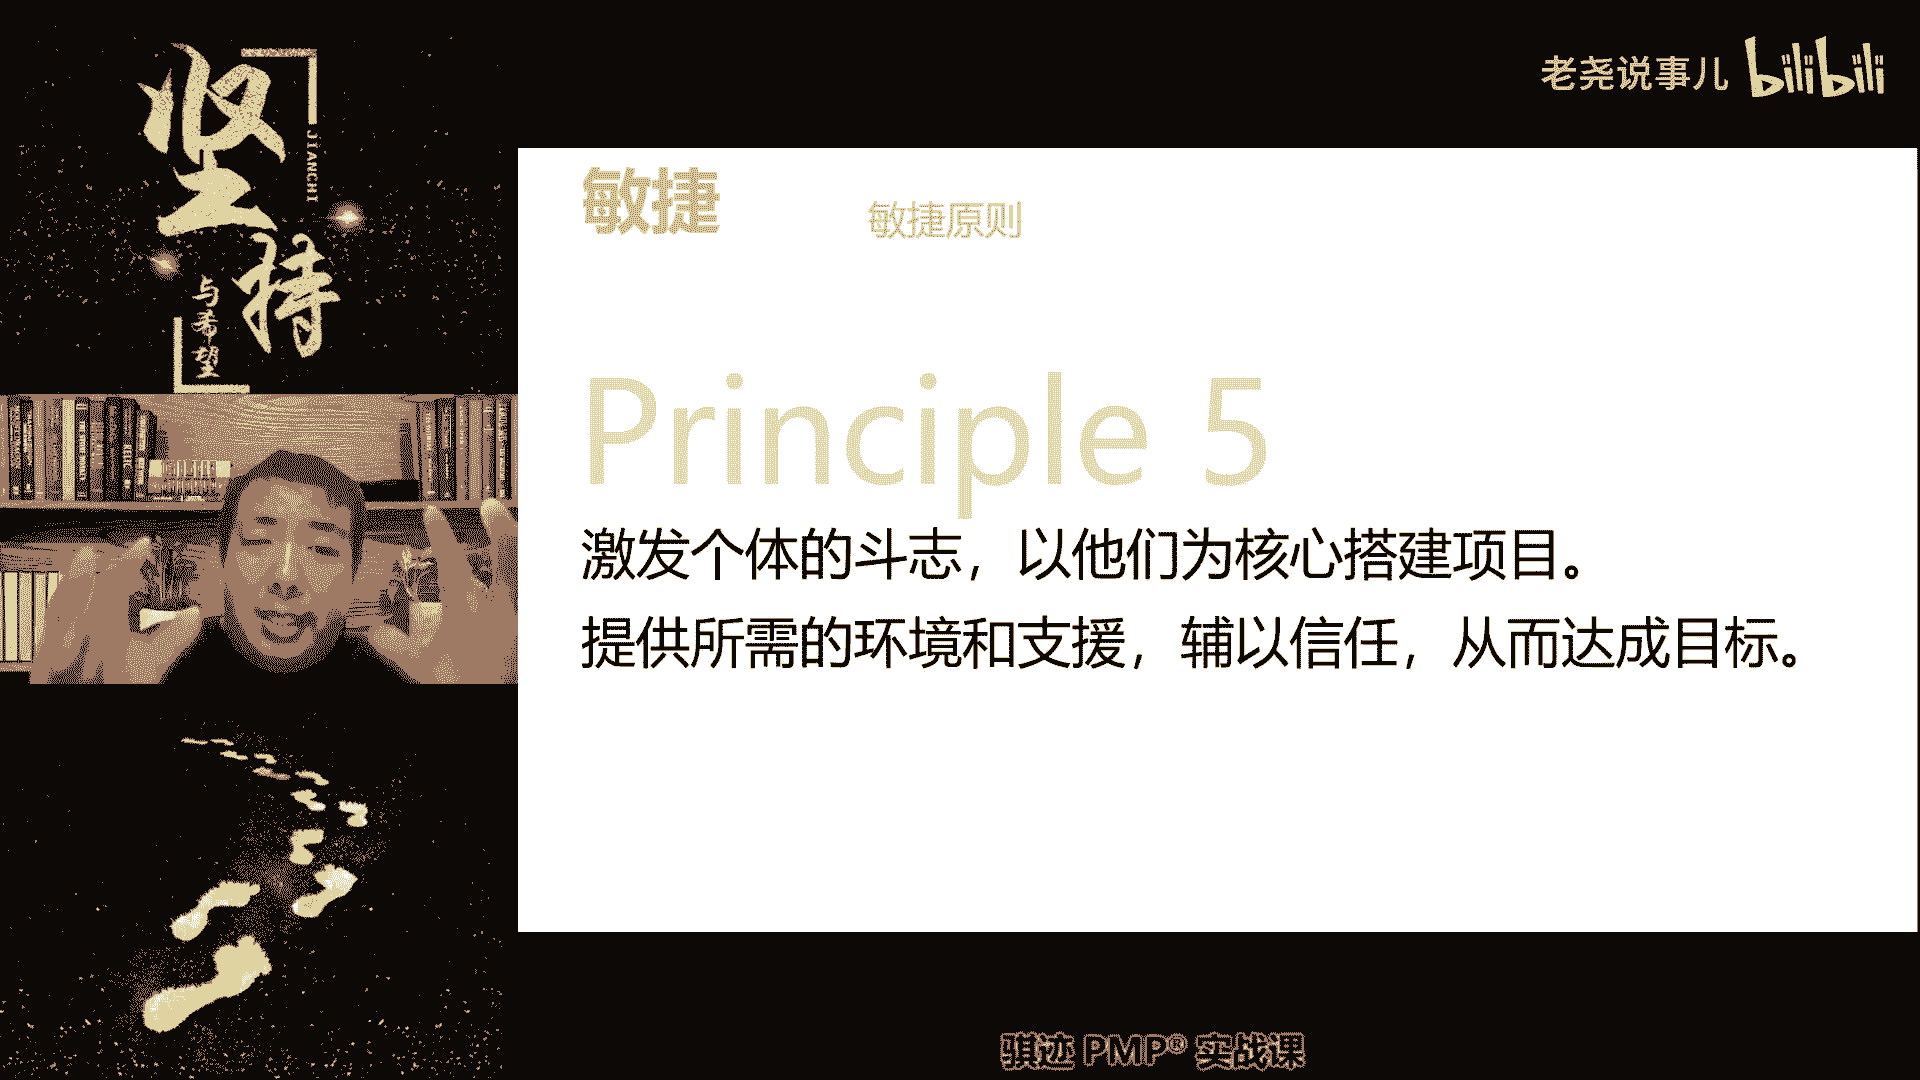 坚持
JIANCHI
与希望
老尧说事儿 bilibili
敏捷
敏捷原则
Principle 5
激发个体的斗志，以他们为核心搭建项目。
提供所需的环境和支援，辅以信任，从而达成目标。
骐迹 PMP® 实战课